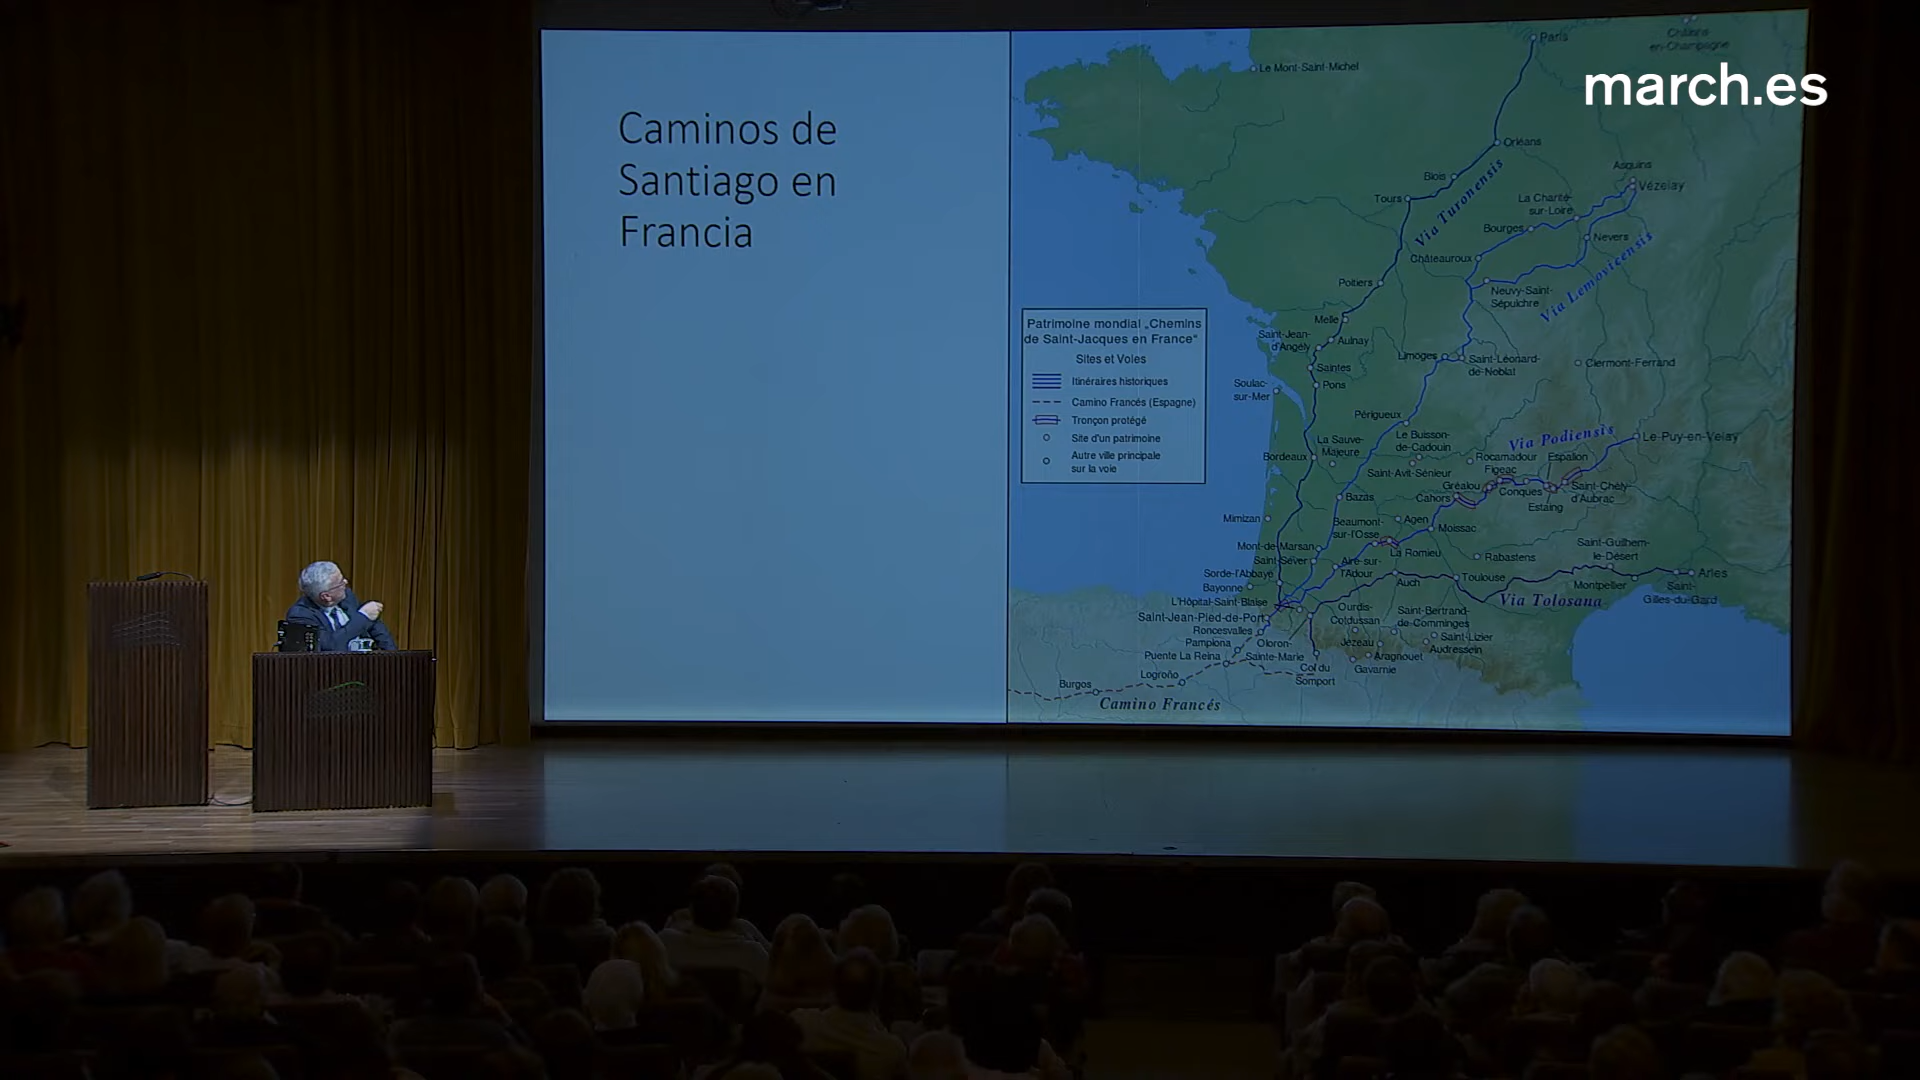 march.es
Caminos de
Santiago en
Francia
Patrimoine mondial „Chemins
de Saint-Jacques en France“
Sites et Voies
Itinéraires historiques
Camino Francés (Espagne)
Tronçon protégé
Site d'un patrimoine
Autre ville principale
sur la voie
Paris
Châlons
en-Champagne
Le Mont-Saint-Michel
Orléans
Blois
Tours
Via Turonensis
Asquins
Vézelay
La Charité-
sur-Loire
Bourges
Nevers
Châteauroux
Via Lemovicensis
Poitiers
Neuvy-Saint-
Sépulchre
Melle
Saint-Jean-
d'Angély
Aulnay
Limoges
Saint-Léonard-
de-Noblat
Clermont-Ferrand
Saintes
Pons
Soulac-
sur-Mer
Périgueux
Le Buisson-
de-Cadouin
Via Podiensis
Le-Puy-en-Velay
La Sauve-
Majeure
Bordeaux
Saint-Avit-Sénieur
Rocamadour
Figeac
Espalion
Gréalou
Cahors
Conques
Saint-Chély-
d'Aubrac
Estaing
Bazas
Mimizan
Beaumont-
sur-l'Osse
Agen
Moissac
Mont-de-Marsan
Saint-Sever
La Romieu
Rabastens
Saint-Guilhem-
le-Désert
Sorde-l'Abbaye
Aire-sur-
l'Adour
Auch
Toulouse
Montpellier
Saint-
Gilles-du-Gard
Arles
Bayonne
Via Tolosana
L'Hôpital-Saint-Blaise
Saint-Jean-Pied-de-Port
Ourdis-
Cotdussan
Saint-Bertrand-
de-Comminges
Roncesvalles
Pamplona
Oloron-
Sainte-Marie
Jézeau
Saint-Lizier
Audressein
Puente La Reina
Aragnouet
Gavarnie
Col du
Somport
Logroño
Burgos
Camino Francés